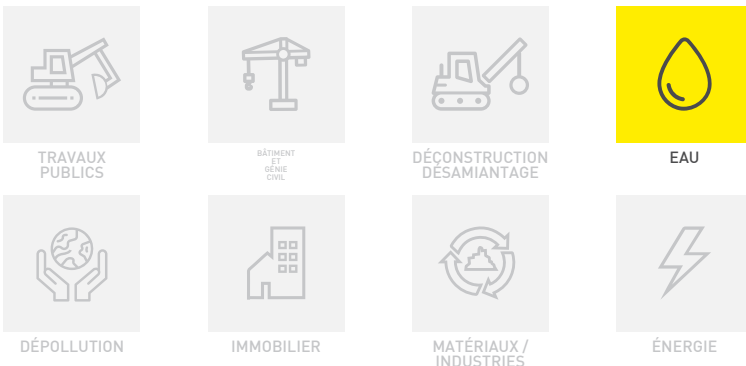 TRAVAUX
PUBLICS
BÂTIMENT
ET
GÉNIE
CIVIL
DÉCONSTRUCTION
DÉSAMIANTAGE
EAU
DÉPOLLUTION
IMMOBILIER
MATÉRIAUX /
INDUSTRIES
ÉNERGIE